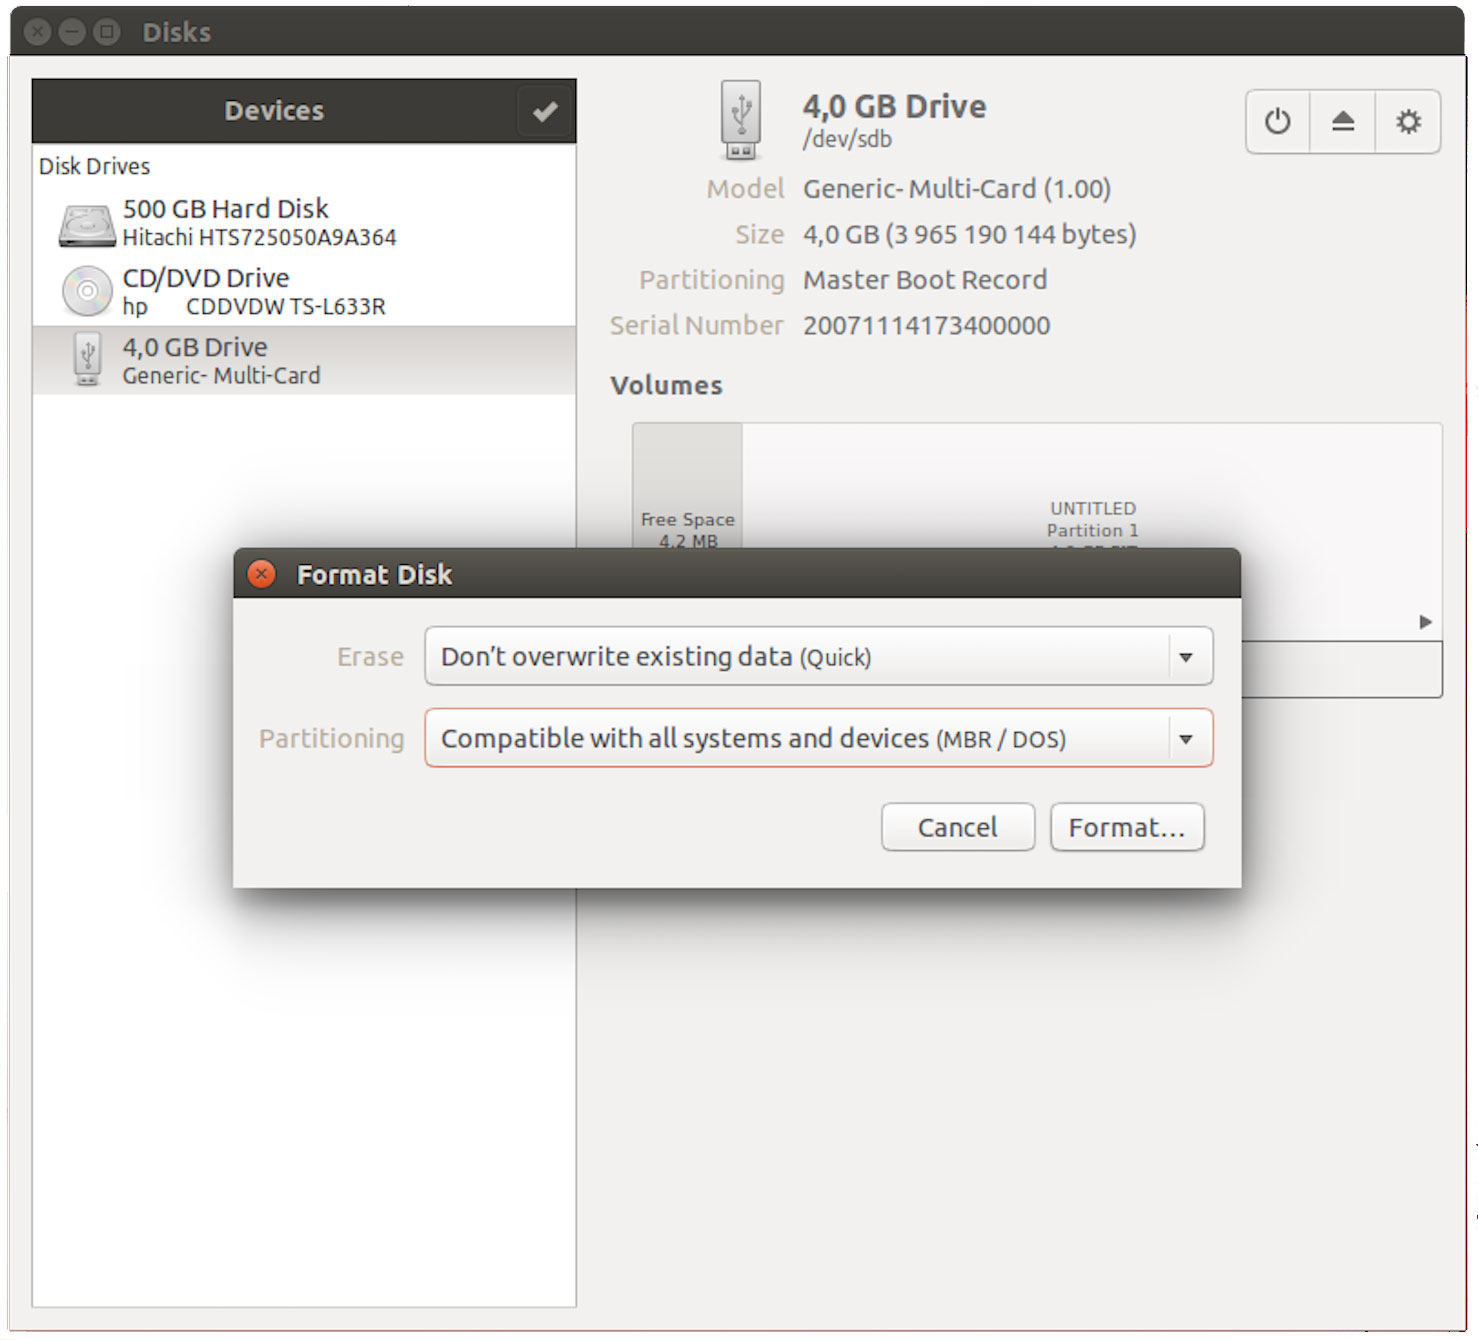 Disks
Devices
Disk Drives
500 GB Hard Disk
Hitachi HTS725050A9A364
CD/DVD Drive
hp CDDVDW TS-L633R
4,0 GB Drive
Generic- Multi-Card
4,0 GB Drive
/dev/sdb
Model Generic- Multi-Card (1.00)
Size 4,0 GB (3 965 190 144 bytes)
Partitioning Master Boot Record
Serial Number 20071114173400000
Volumes
Free Space
4.2 MB
UNTITLED
Partition 1
Format Disk
Erase Don’t overwrite existing data (Quick)
Partitioning Compatible with all systems and devices (MBR / DOS)
Cancel Format...